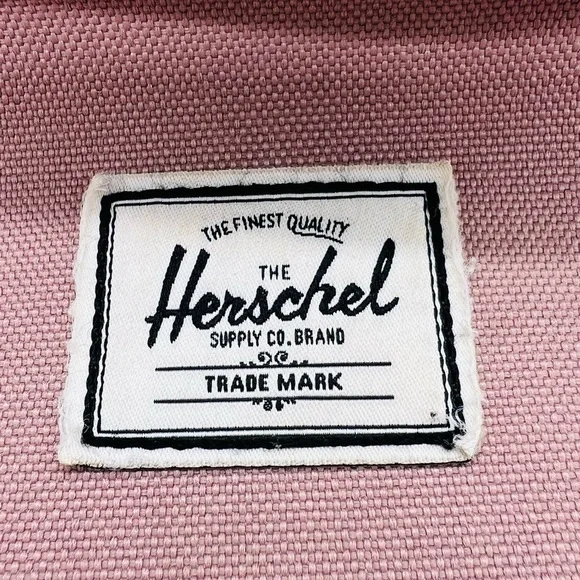 THE FINEST QUALITY
THE
Herschel
SUPPLY CO. BRAND
TRADE MARK